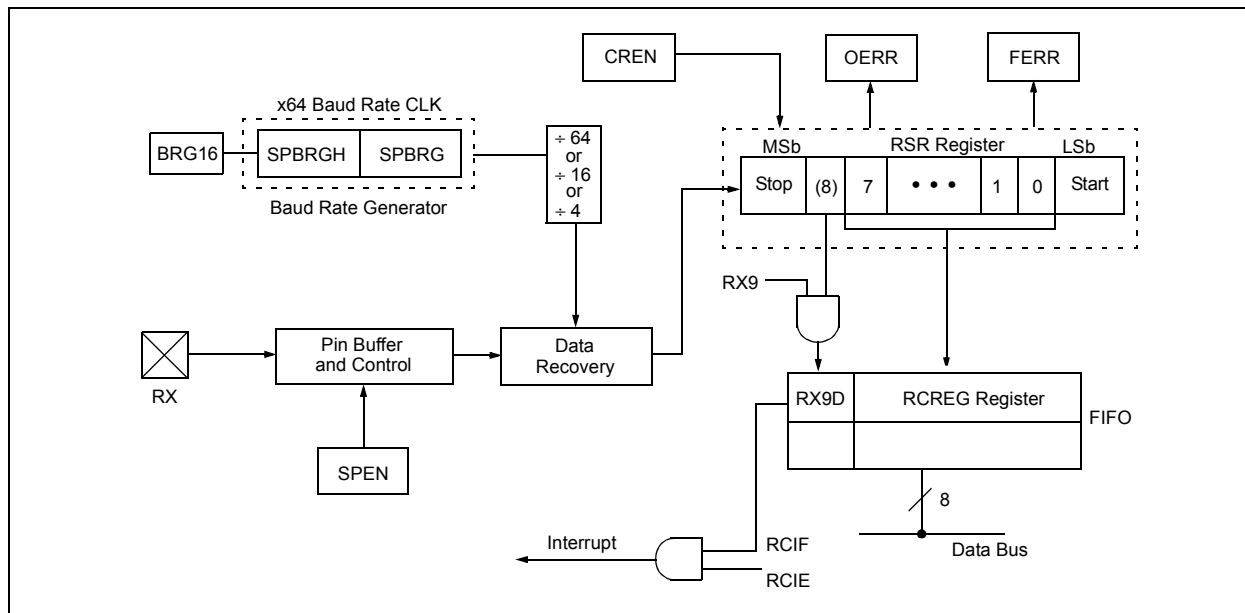 CREN
OERR
FERR
x64 Baud Rate CLK
BRG16
SPBRGH
SPBRG
Baud Rate Generator
÷ 64
or
÷ 16
or
÷ 4
MSb
RSR Register
LSb
Stop
(8)
7
• • •
1
0
Start
RX9
RX
Pin Buffer
and Control
Data
Recovery
SPEN
RX9D
RCREG Register
FIFO
8
Data Bus
Interrupt
RCIF
RCIE